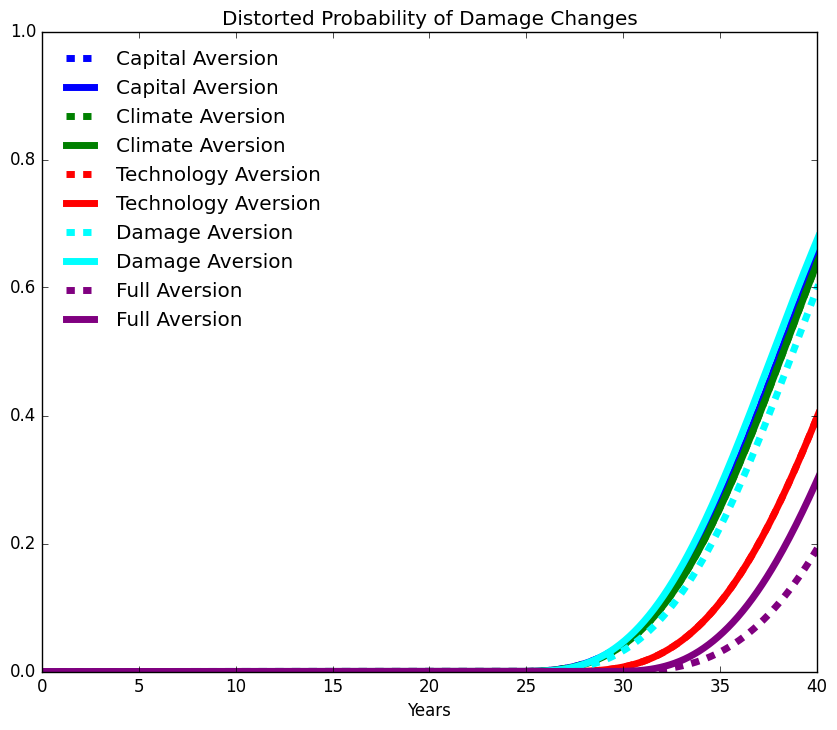 Distorted Probability of Damage Changes
1.0
0.8
0.6
0.4
0.2
0.0
Capital Aversion
Capital Aversion
Climate Aversion
Climate Aversion
Technology Aversion
Technology Aversion
Damage Aversion
Damage Aversion
Full Aversion
Full Aversion
0 5 10 15 20 25 30 35 40
Years